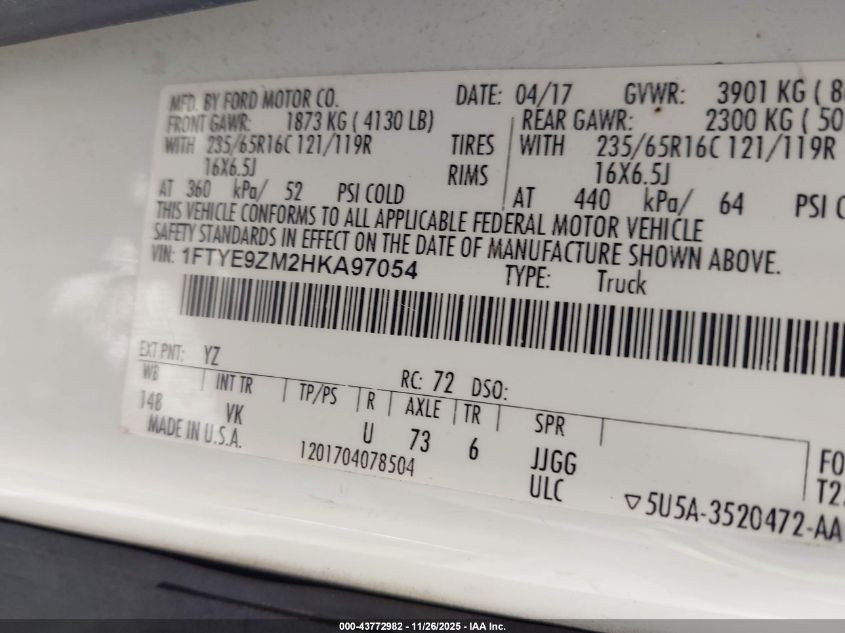 MFD. BY FORD MOTOR CO. DATE: 04/17 GVWR: 3901 KG ( 8
FRONT GAWR: 1873 KG ( 4130 LB) REAR GAWR: 2300 KG ( 50
WITH 235/65R16C 121/119R TIRES WITH 235/65R16C 121/119R
16X6.5J RIMS 16X6.5J
AT 360 kPa/ 52 PSI COLD AT 440 kPa/ 64 PSI C
THIS VEHICLE CONFORMS TO ALL APPLICABLE FEDERAL MOTOR VEHICLE
SAFETY STANDARDS IN EFFECT ON THE DATE OF MANUFACTURE SHOWN ABOVE.
VIN: 1FTYE9ZM2HKA97054 TYPE: Truck
EXT PNT: YZ RC: 72 DSO:
WB INT TR TP/PS R AXLE TR SPR
148 VK U 73 6 JJGG
MADE IN U.S.A. 1201704078504 ULC
FO
T2
▽5U5A-3520472-AA
000-43772982 - 11/26/2025 - IAA Inc.